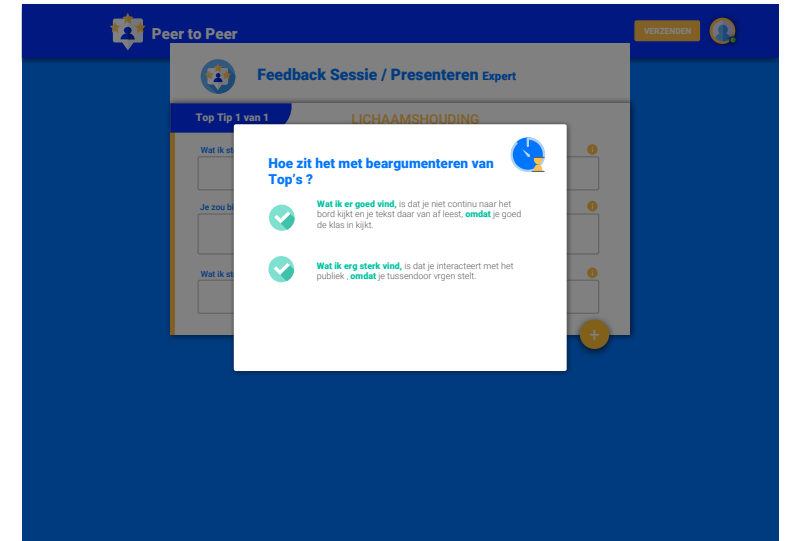 Peer to Peer
VERZENDEN
Feedback Sessie / Presenteren Expert
Top Tip 1 van 1
LICHAAMSHOUDING
Wat ik st
Hoe zit het met beargumenteren van
Top's ?
Wat ik er goed vind, is dat je niet continu naar het
bord kijkt en je tekst daar van af leest, omdat je goed
de klas in kijkt.
Je zou bi
Wat ik erg sterk vind, is dat je interacteert met het
publiek , omdat je tussendoor vrgen stelt.
Wat ik st
+